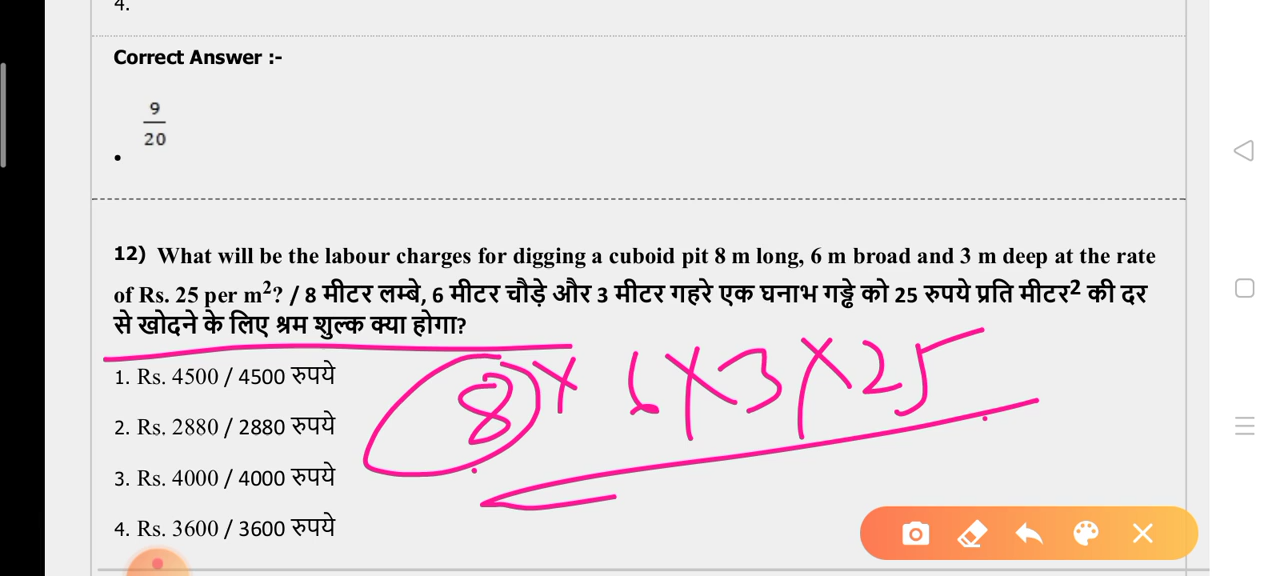 4.
Correct Answer :-
9
20
12) What will be the labour charges for digging a cuboid pit 8 m long, 6 m broad and 3 m deep at the rate
of Rs. 25 per m²? / 8 मीटर लम्बे, 6 मीटर चौड़े और 3 मीटर गहरे एक घनाभ गड्ढे को 25 रुपये प्रति मीटर² की दर
से खोदने के लिए श्रम शुल्क क्या होगा?
1. Rs. 4500 / 4500 रुपये
8 × 6 × 3 × 25
2. Rs. 2880 / 2880 रुपये
3. Rs. 4000 / 4000 रुपये
4. Rs. 3600 / 3600 रुपये